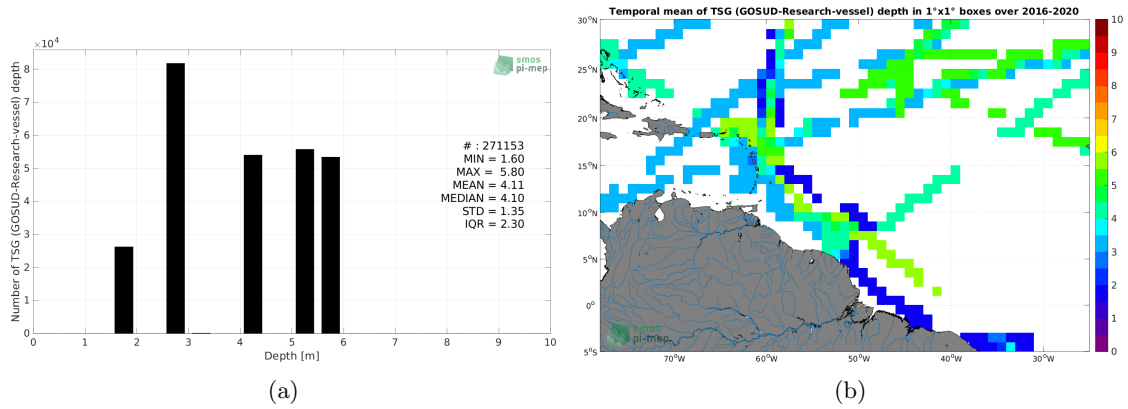 ×10⁴
8
7
6
5
4
3
2
1
0
Number of TSG (GOSUD-Research-vessel) depth
smos
pi-mep
# : 271153
MIN = 1.60
MAX = 5.80
MEAN = 4.11
MEDIAN = 4.10
STD = 1.35
IQR = 2.30
0 1 2 3 4 5 6 7 8 9 10
Depth [m]
(a)
Temporal mean of TSG (GOSUD-Research-vessel) depth in 1°x1° boxes over 2016-2020
30°N
25°N
20°N
15°N
10°N
5°N
0°
5°S
70°W 60°W 50°W 40°W 30°W
smos
pi-mep
10
9
8
7
6
5
4
3
2
1
0
(b)